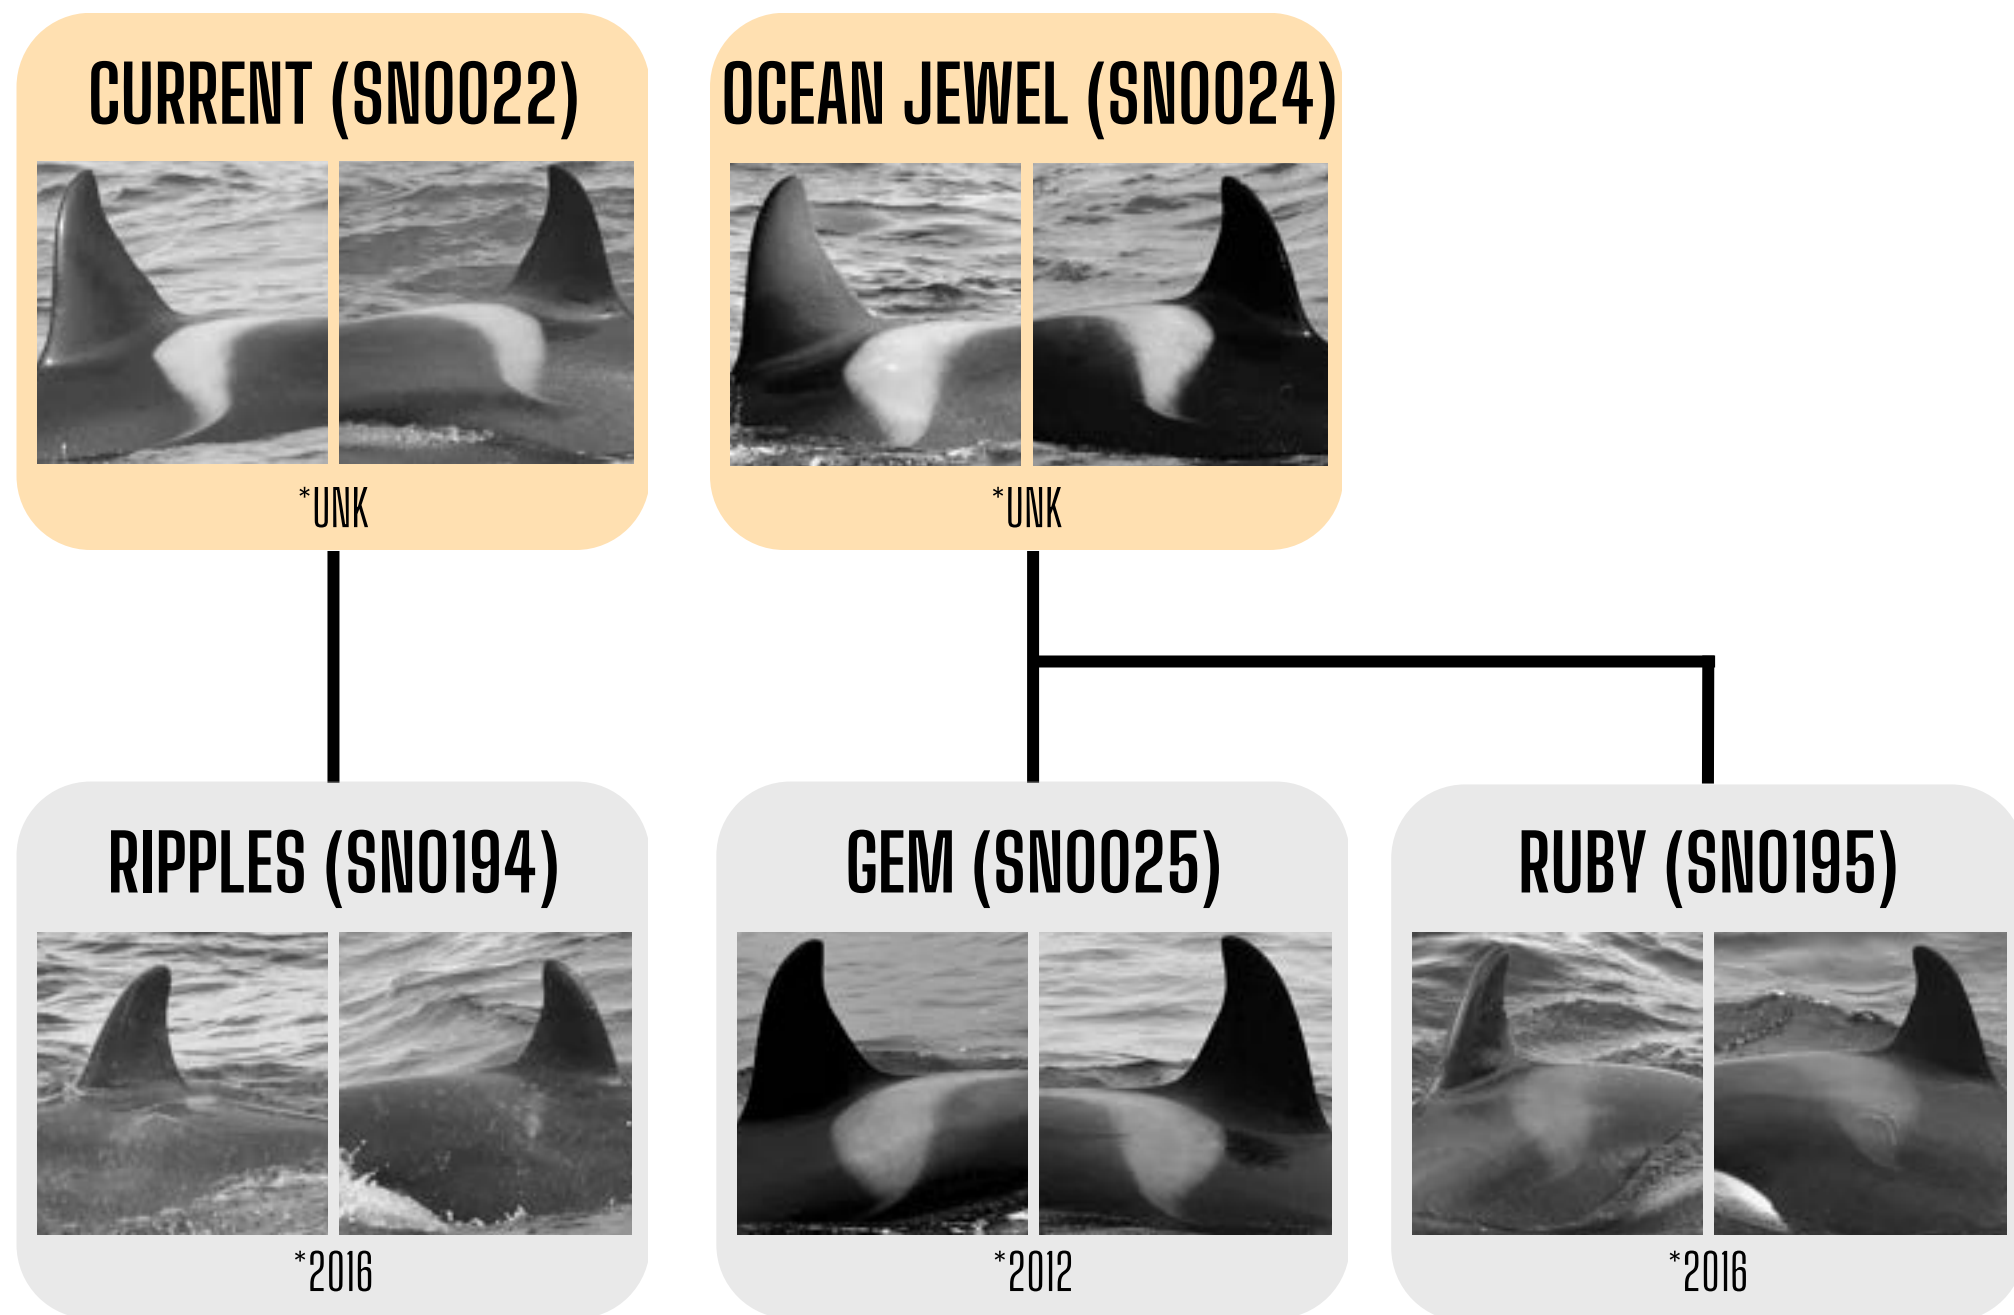 CURRENT (SN0022)
OCEAN JEWEL (SN0024)
*UNK
*UNK
RIPPLES (SN0194)
GEM (SN0025)
RUBY (SN0195)
*2016
*2012
*2016